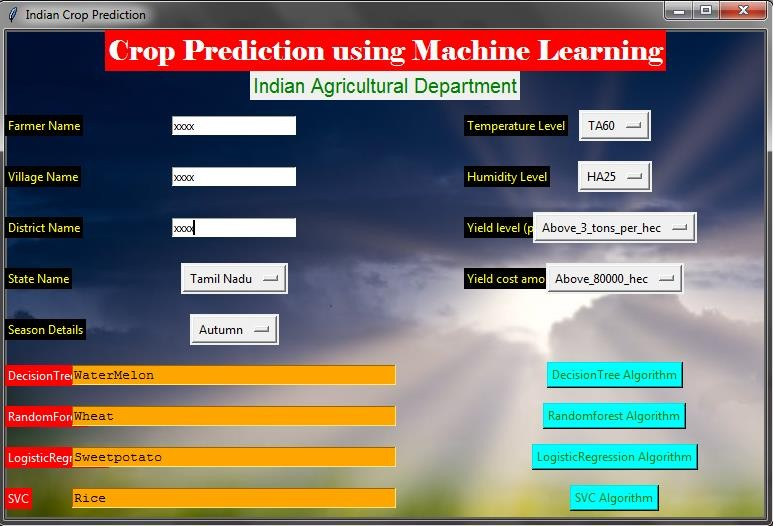 Indian Crop Prediction
Crop Prediction using Machine Learning
Indian Agricultural Department
Farmer Name xxxx Temperature Level TA60
Village Name xxxx Humidity Level HA25
District Name xxxx Yield level (p Above_3_tons_per_hec
State Name Tamil Nadu Yield cost amo Above_80000_hec
Season Details Autumn
DecisionTre WaterMelon DecisionTree Algorithm
RandomFor Wheat Randomforest Algorithm
LogisticReg Sweetpotato LogisticRegression Algorithm
SVC Rice SVC Algorithm